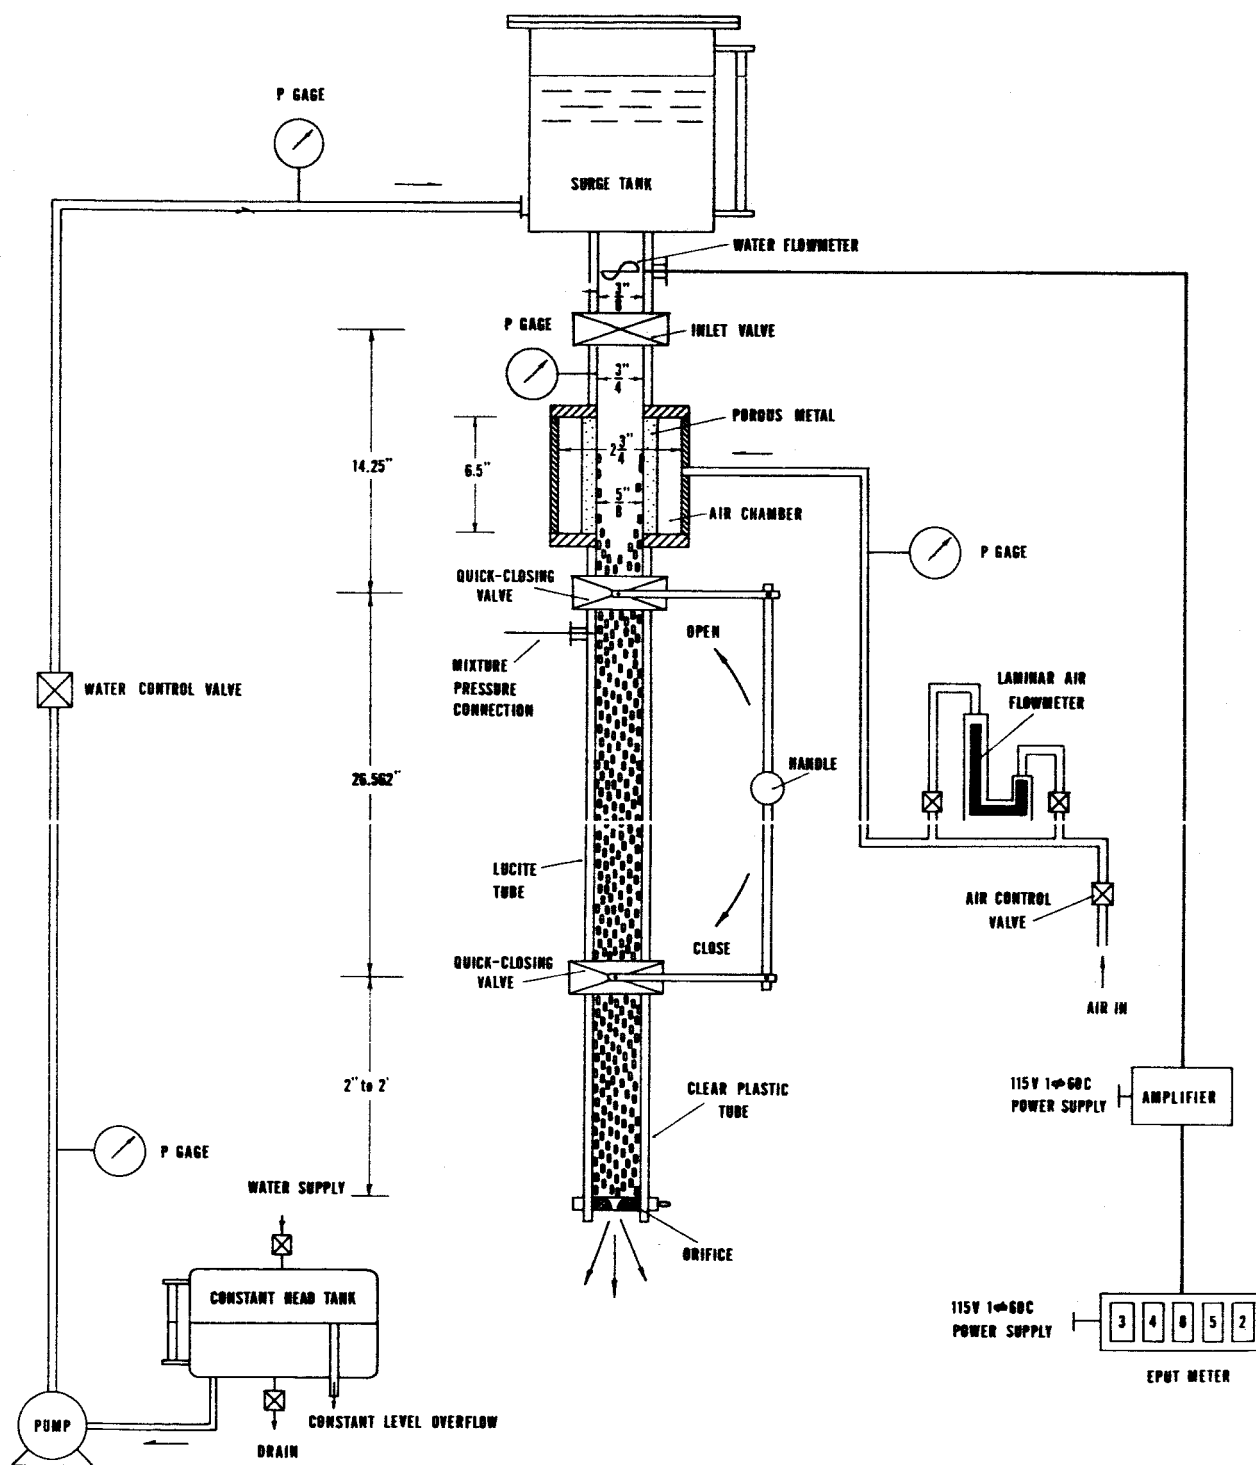 P GAGE
SURGE TANK
WATER FLOWMETER
P GAGE
INLET VALVE
3"
4
POROUS METAL
14.25"
6.5"
2 3"
4
5"
8
AIR CHAMBER
P GAGE
QUICK-CLOSING
VALVE
OPEN
MIXTURE
PRESSURE
CONNECTION
WATER CONTROL VALVE
LAMINAR AIR
FLOWMETER
26.562"
HANDLE
LUCITE
TUBE
AIR CONTROL
VALVE
CLOSE
QUICK-CLOSING
VALVE
AIR IN
2" to 2'
CLEAR PLASTIC
TUBE
115V 1⌀60C
POWER SUPPLY
AMPLIFIER
P GAGE
WATER SUPPLY
ORIFICE
CONSTANT HEAD TANK
115V 1⌀60C
POWER SUPPLY
3 4 8 5 2
EPUT METER
PUMP
CONSTANT LEVEL OVERFLOW
DRAIN